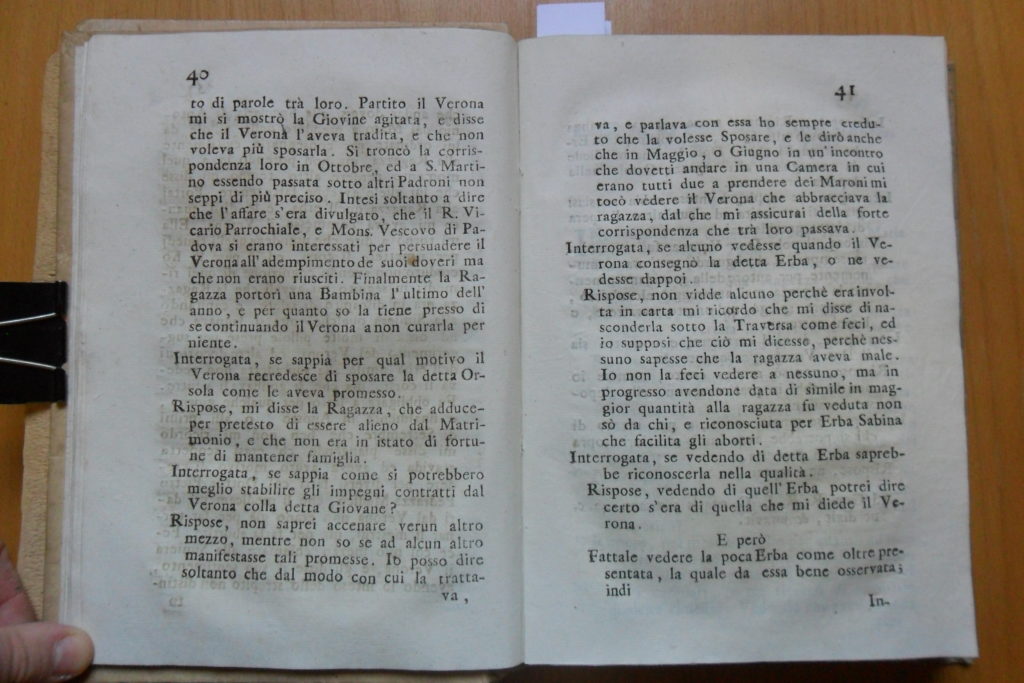 40
to di parole trà loro. Partito il Verona
mi si mostrò la Giovine agitata, e disse
che il Verona l'aveva tradita, e che non
voleva più sposarla. Si troncò la corris-
pondenza loro in Ottobre, ed a S. Marti-
no essendo passata sotto altri Padroni non
seppi di più preciso. Intesi soltanto a dire
che l'affare s'era divulgato, che il R. Vi-
cario Parrochiale, e Mons. Vescovo di Pa-
dova si erano interessati per persuadere il
Verona all'adempimento de suoi doveri ma
che non erano riusciti. Finalmente la Ra-
gazza portorì una Bambina l'ultimo dell'
anno, e per quanto so la tiene presso di
se continuando il Verona a non curarla per
niente.
Interrogata, se sappia per qual motivo il
Verona recredesce di sposare la detta Or-
sola come le aveva promesso.
Rispose, mi disse la Ragazza, che adduce-
per pretesto di essere alieno dal Matri-
monio, e che non era in istato di fortu-
ne di mantener famiglia.
Interrogata, se sappia come si potrebbero
meglio stabilire gli impegni contratti dal
Verona colla detta Giovane?
Rispose, non saprei accenare verun altro
mezzo, mentre non so se ad alcun altro
manifestasse tali promesse. Io posso dire
soltanto che dal modo con cui la tratta-
va,
41
va, e parlava con essa ho sempre credu-
to che la volesse Sposare, e le dirò anche
che in Maggio, o Giugno in un'incontro
che dovetti andare in una Camera in cui
erano tutti due a prendere dei Maroni mi
tocò vedere il Verona che abbracciava la
ragazza, dal che mi assicurai della forte
corrispondenza che trà loro passava.
Interrogata, se alcuno vedesse quando il Ve-
rona consegnò la detta Erba, o ne ve-
desse dappoi.
Rispose, non vidde alcuno perchè era invol-
ta in carta mi ricordo che mi disse di na-
sconderla sotto la Traversa come feci, ed
io supposi che ciò mi dicesse, perchè nes-
suno sapesse che la ragazza aveva male.
Io non la feci vedere a nessuno, ma in
progresso avendone data di simile in mag-
gior quantità alla ragazza fu veduta non
sò da chi, e riconosciuta per Erba Sabina
che facilita gli aborti.
Interrogata, se vedendo di detta Erba sapreb-
be riconoscerla nella qualità.
Rispose, vedendo di quell'Erba potrei dire
certo s'era di quella che mi diede il Ve-
rona.
E però
Fattale vedere la poca Erba come oltre pre-
sentata, la quale da essa bene osservata;
indi
In-